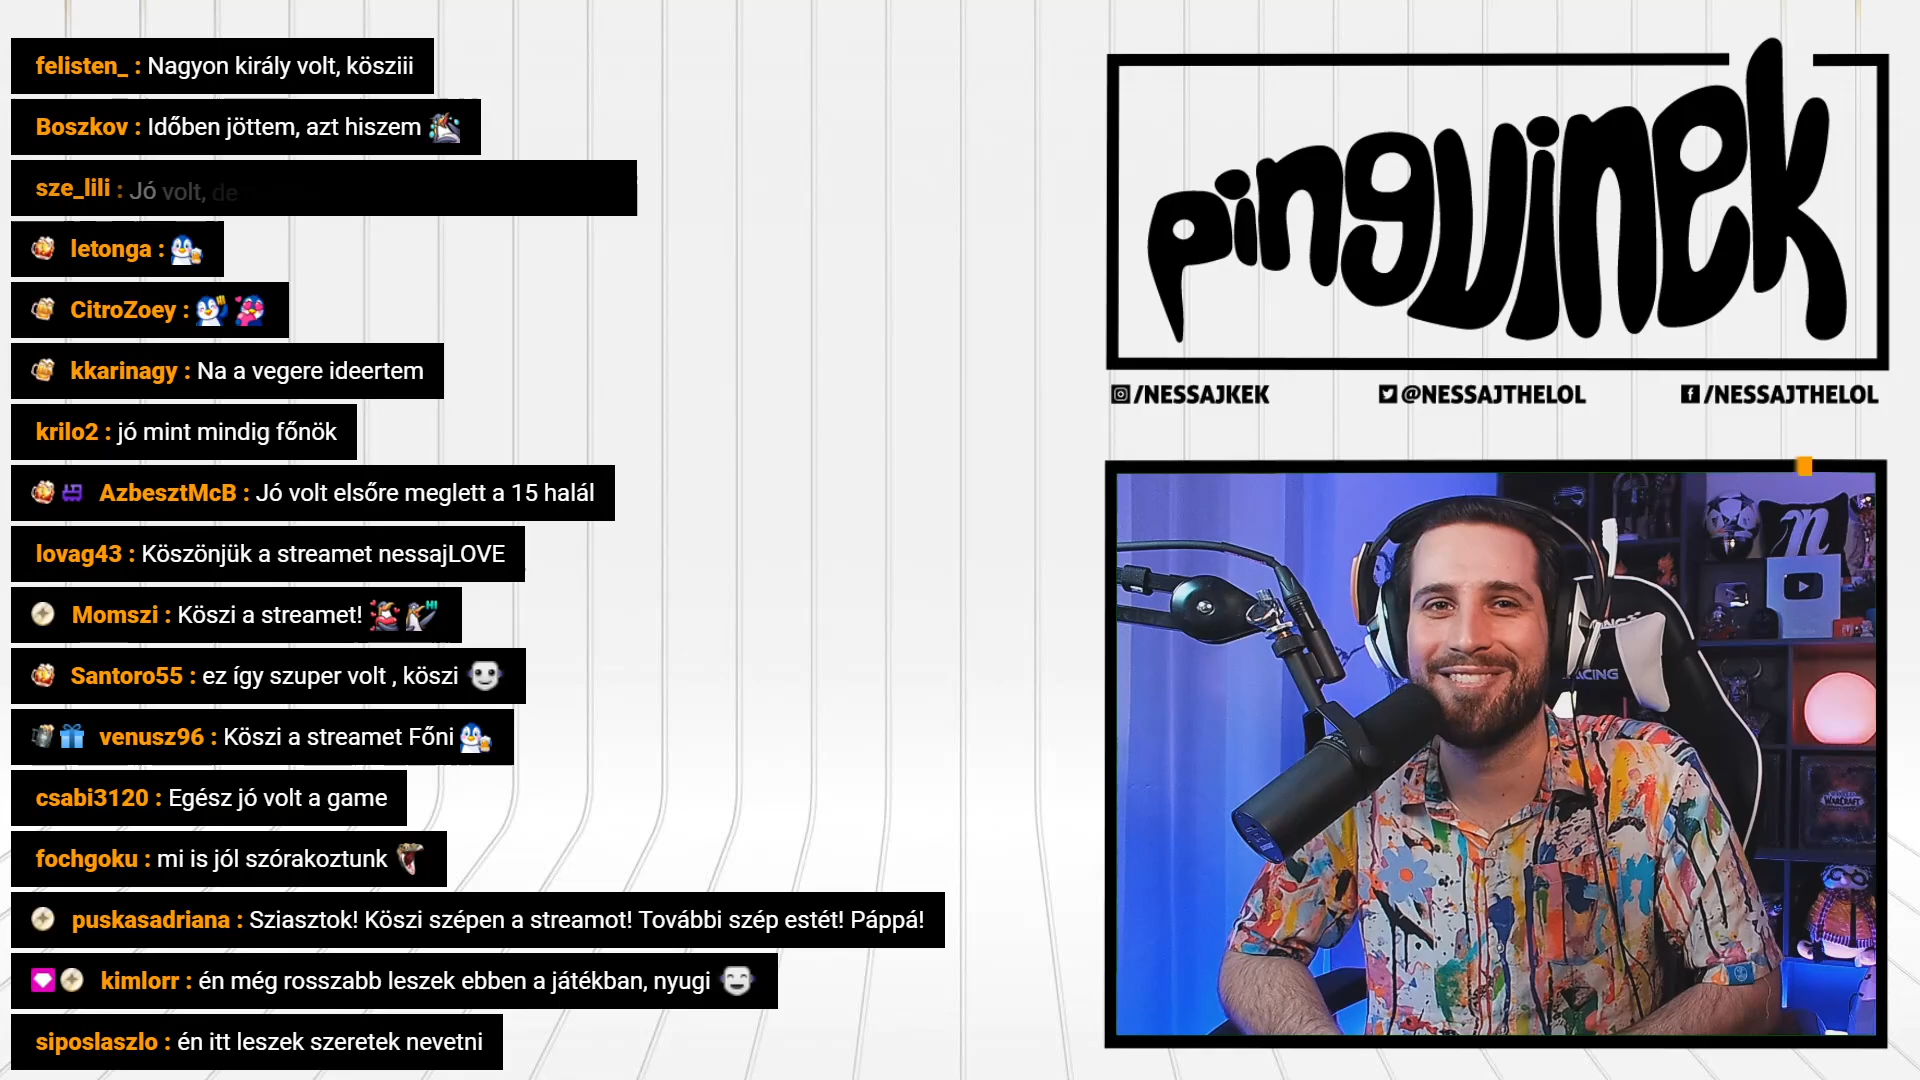 felisten_ : Nagyon király volt, kösziii
Boszkov : Időben jöttem, azt hiszem
sze_lili : Jó volt, de
letonga :
CitroZoey :
kkarinagy : Na a vegere ideertem
krilo2 : jó mint mindig főnök
AzbesztMcB : Jó volt elsőre meglett a 15 halál
lovag43 : Köszönjük a streamet nessajLOVE
Momszi : Köszi a streamet!
Santoro55 : ez így szuper volt , köszi
venusz96 : Köszi a streamet Főni
csabi3120 : Egész jó volt a game
fochgoku : mi is jól szórakoztunk
puskasadriana : Sziasztok! Köszi szépen a streamot! További szép estét! Páppá!
kimlorr : én még rosszabb leszek ebben a játékban, nyugi
siposlaszlo : én itt leszek szeretek nevetni
pingvinek
/NESSAJKEK
@NESSAJTHELOL
/NESSAJTHELOL
n
WARCRAFT